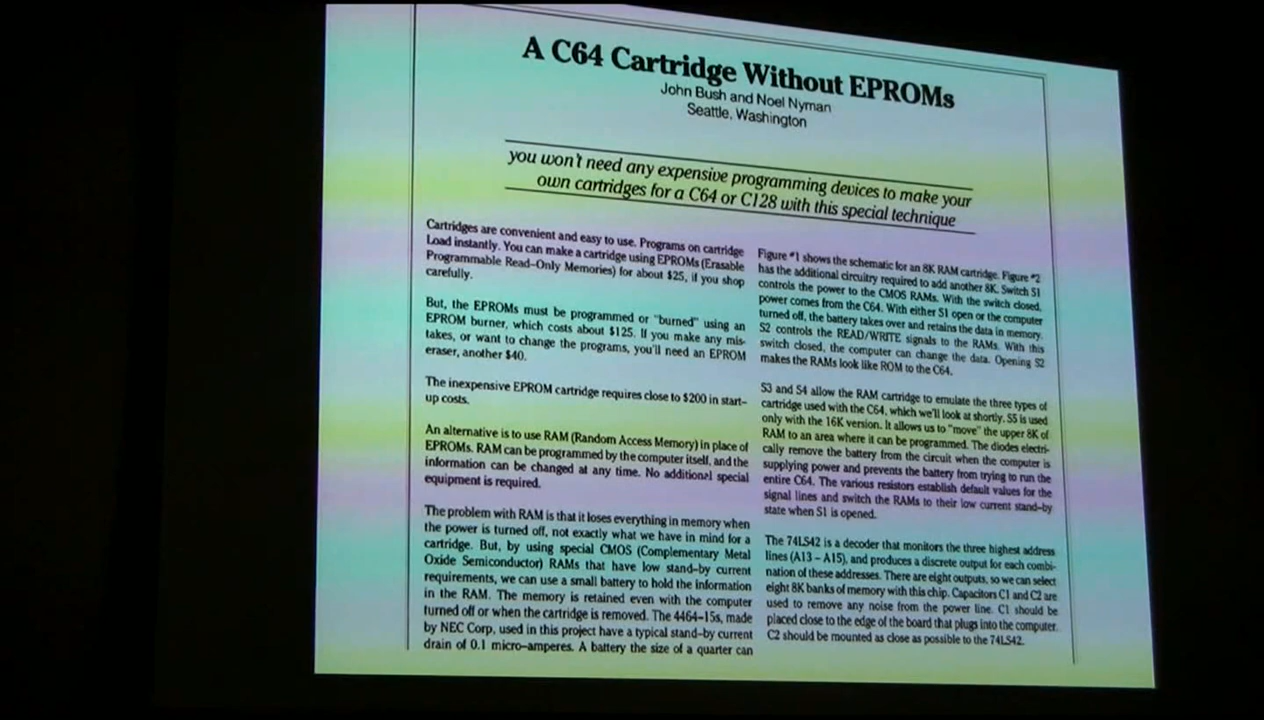 A C64 Cartridge Without EPROMs
John Bush and Noel Nyman
Seattle, Washington
you won't need any expensive programming devices to make your
own cartridges for a C64 or C128 with this special technique
Cartridges are convenient and easy to use. Programs on cartridge
Load instantly. You can make a cartridge using EPROMs (Erasable
Programmable Read-Only Memories) for about $25, if you shop
carefully.
But, the EPROMs must be programmed or "burned" using an
EPROM burner, which costs about $125. If you make any mis-
takes, or want to change the programs, you'll need an EPROM
eraser, another $40.
The inexpensive EPROM cartridge requires close to $200 in start-
up costs.
An alternative is to use RAM (Random Access Memory) in place of
EPROMs. RAM can be programmed by the computer itself, and the
information can be changed at any time. No additional special
equipment is required.
The problem with RAM is that it loses everything in memory when
the power is turned off, not exactly what we have in mind for a
cartridge. But, by using special CMOS (Complementary Metal
Oxide Semiconductor) RAMs that have low stand-by current
requirements, we can use a small battery to hold the information
in the RAM. The memory is retained even with the computer
turned off or when the cartridge is removed. The 4464-15s, made
by NEC Corp, used in this project have a typical stand-by current
drain of 0.1 micro-amperes. A battery the size of a quarter can
Figure #1 shows the schematic for an 8K RAM cartridge. Figure #2
has the additional circuitry required to add another 8K. Switch S1
controls the power to the CMOS RAMs. With the switch closed,
power comes from the C64. With either S1 open or the computer
turned off, the battery takes over and retains the data in memory.
S2 controls the READ/WRITE signals to the RAMs. With this
switch closed, the computer can change the data. Opening S2
makes the RAMs look like ROM to the C64.
S3 and S4 allow the RAM cartridge to emulate the three types of
cartridge used with the C64, which we'll look at shortly. S5 is used
only with the 16K version. It allows us to "move" the upper 8K of
RAM to an area where it can be programmed. The diodes electri-
cally remove the battery from the circuit when the computer is
supplying power and prevents the battery from trying to run the
entire C64. The various resistors establish default values for the
signal lines and switch the RAMs to their low current stand-by
state when S1 is opened.
The 74LS42 is a decoder that monitors the three highest address
lines (A13 - A15), and produces a discrete output for each combi-
nation of these addresses. There are eight outputs, so we can select
eight 8K banks of memory with this chip. Capacitors C1 and C2 are
used to remove any noise from the power line. C1 should be
placed close to the edge of the board that plugs into the computer.
C2 should be mounted as close as possible to the 74LS42.